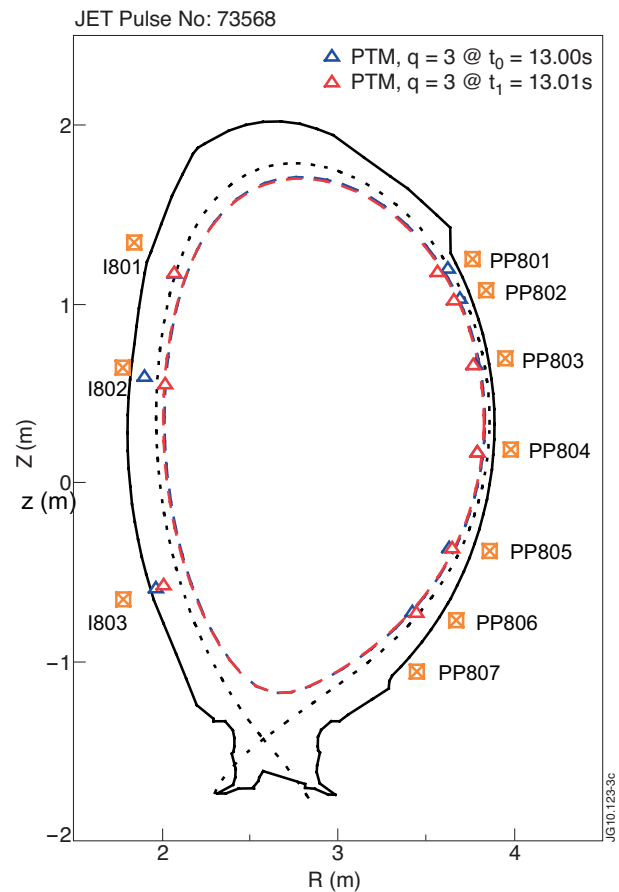 JET Pulse No: 73568
PTM, q = 3 @ t0 = 13.00s
PTM, q = 3 @ t1 = 13.01s
2
I801
PP801
PP802
1
PP803
I802
Z (m)
PP804
0
z (m)
PP805
I803
PP806
−1
PP807
JG10.123-3c
−2
2
3
4
R (m)